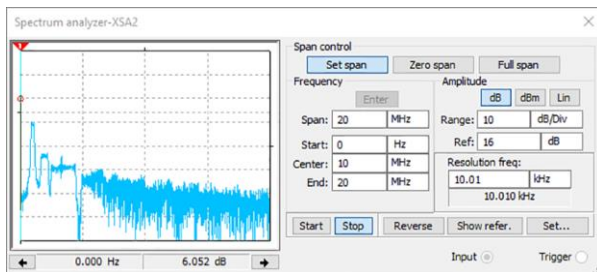 Spectrum analyzer-XSA2
Span control
Set span Zero span Full span
Frequency
Enter
Span: 20 MHz
Start: 0 Hz
Center: 10 MHz
End: 20 MHz
Amplitude
dB dBm Lin
Range: 10 dB/Div
Ref: 16 dB
Resolution freq:
10.01 kHz
10.010 kHz
Start Stop Reverse Show refer. Set...
0.000 Hz 6.052 dB
Input Trigger